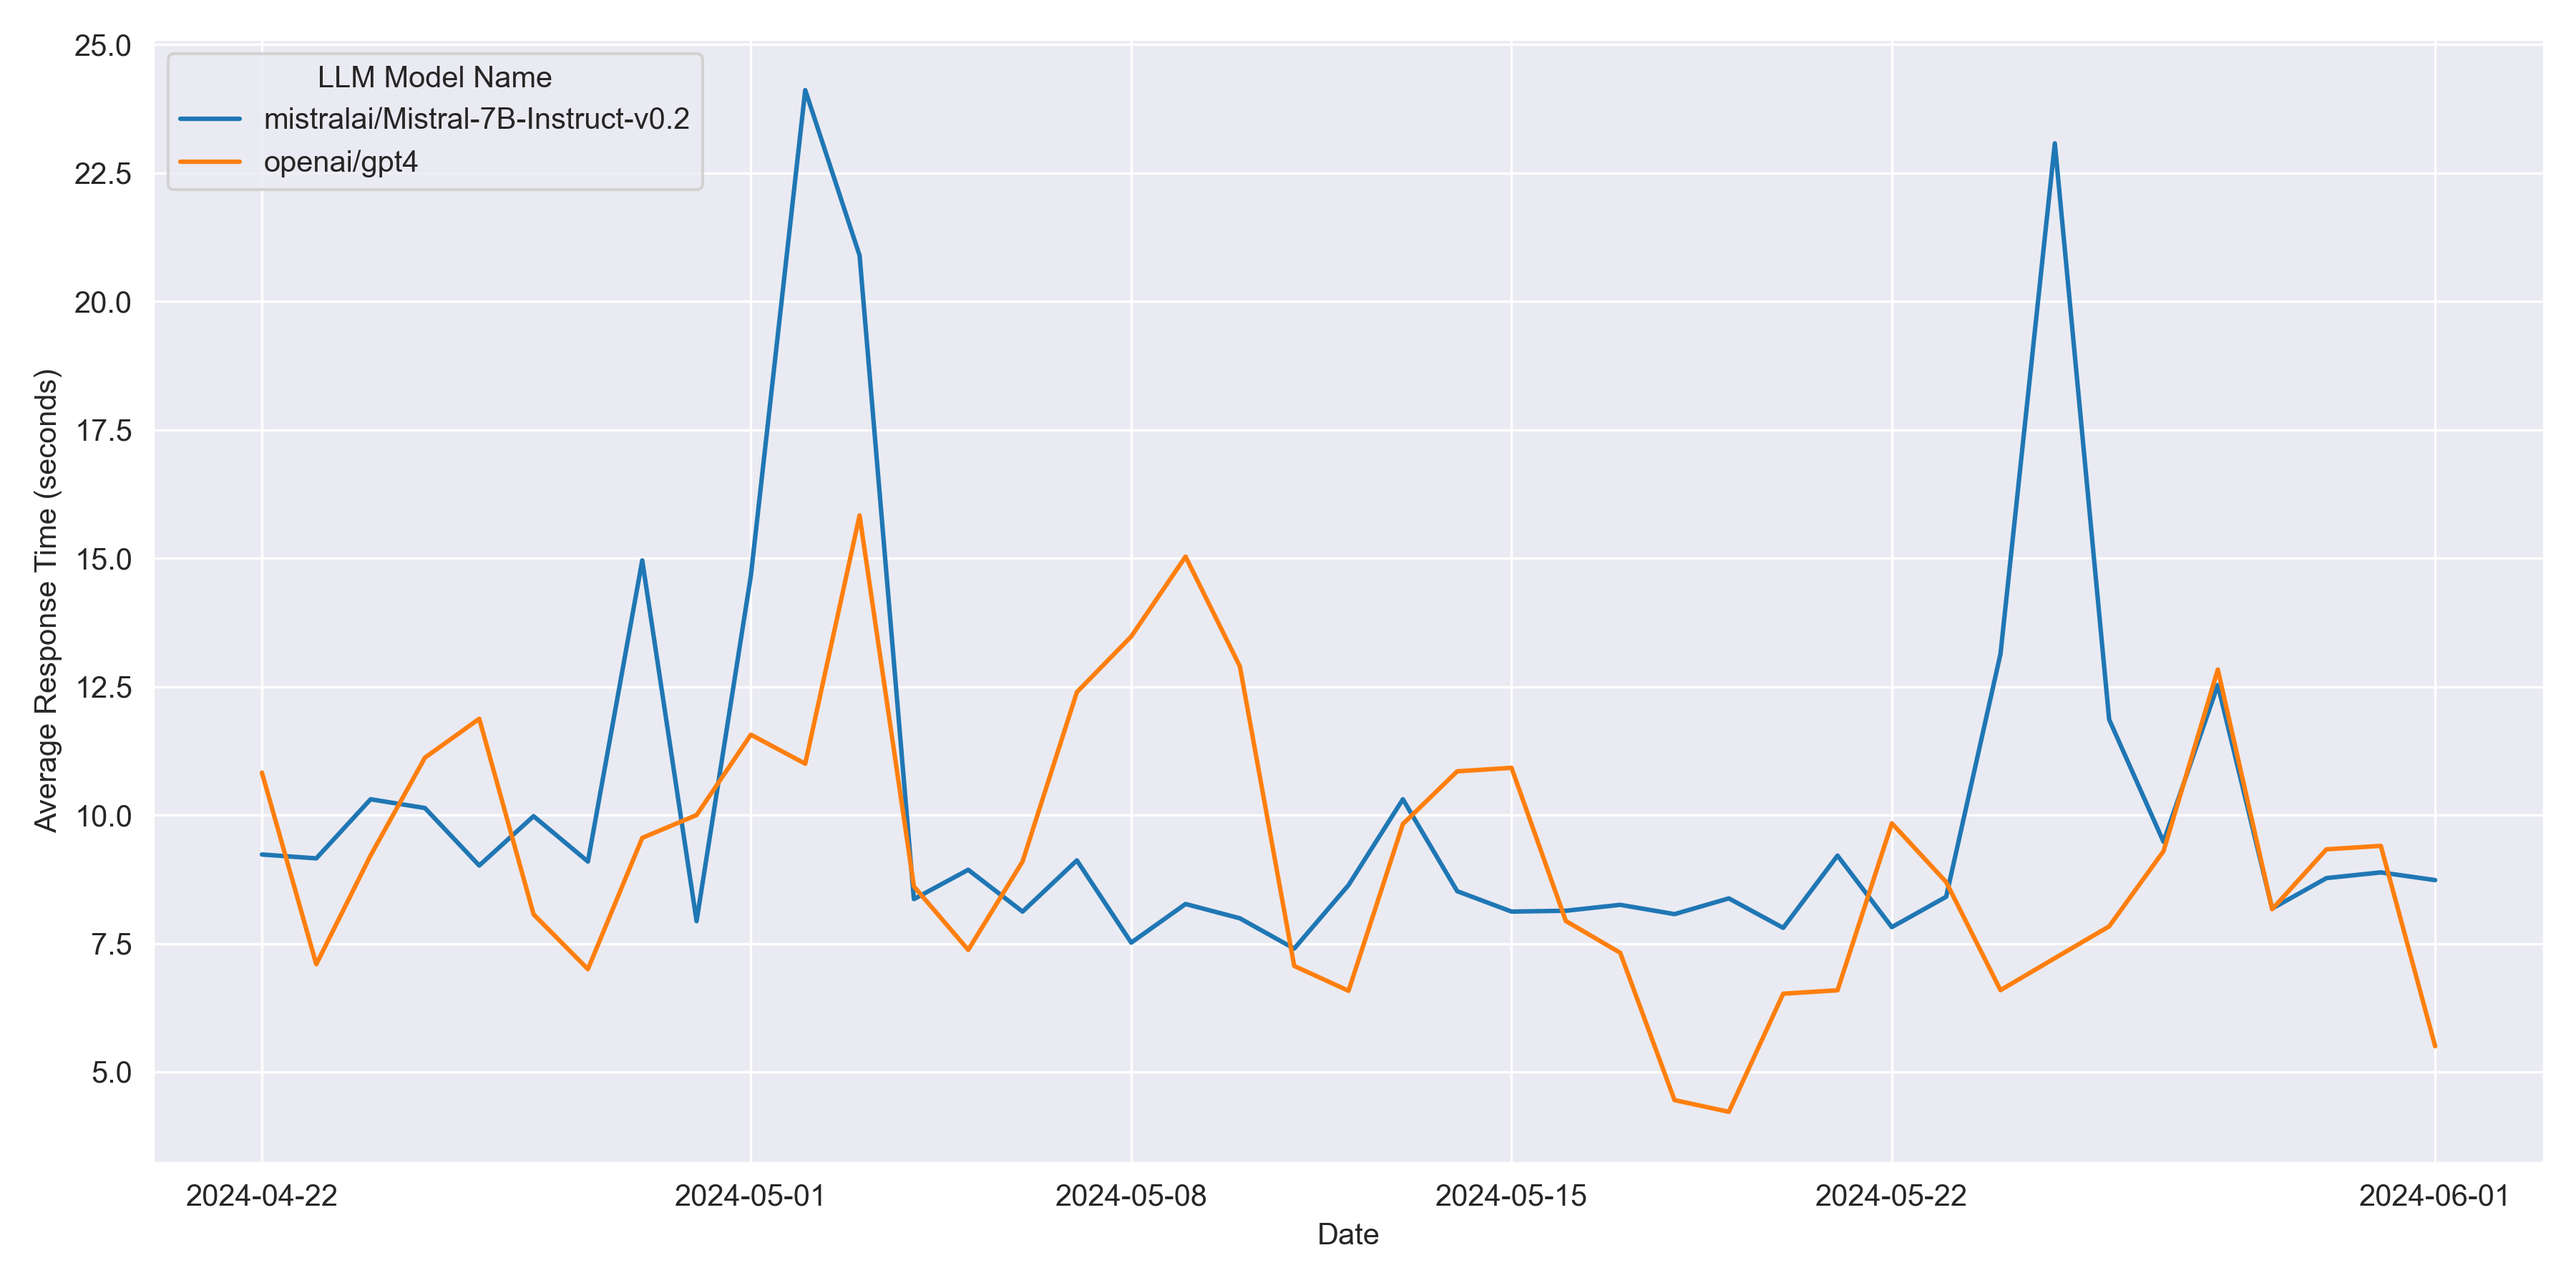 25.0
22.5
20.0
17.5
15.0
12.5
10.0
7.5
5.0
Average Response Time (seconds)
LLM Model Name
mistralai/Mistral-7B-Instruct-v0.2
openai/gpt4
2024-04-22 2024-05-01 2024-05-08 2024-05-15 2024-05-22 2024-06-01
Date